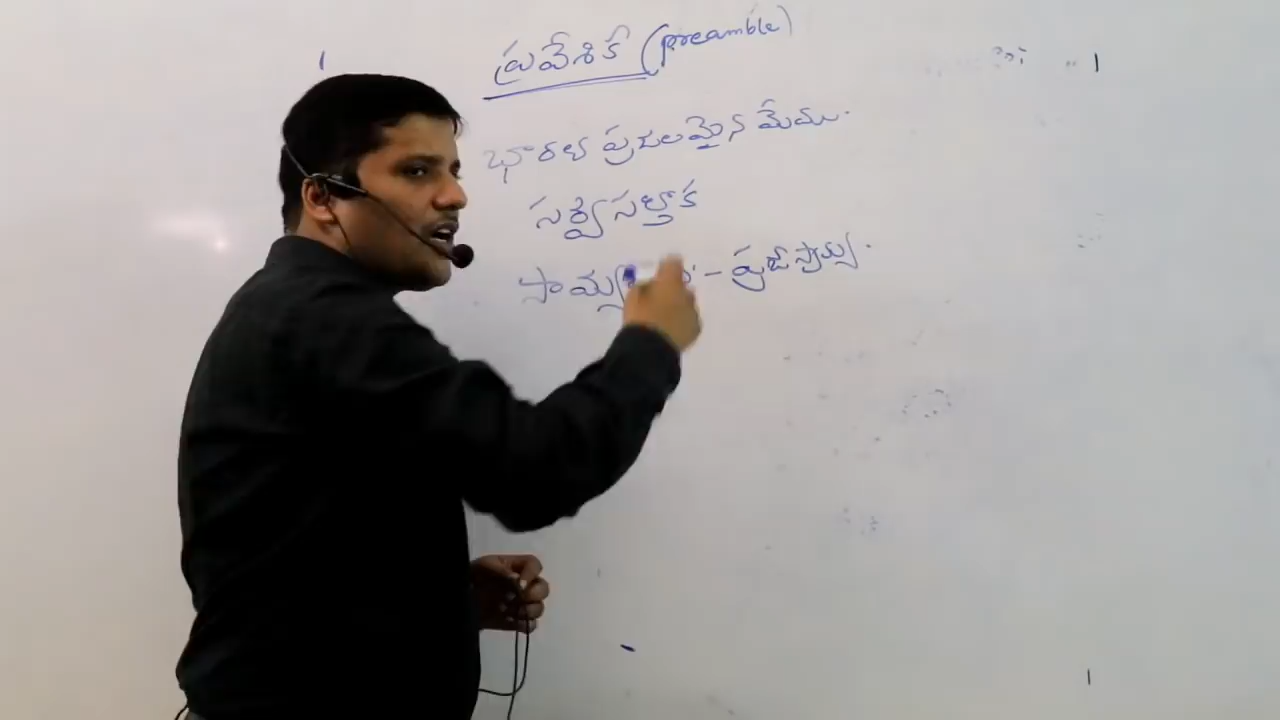 ప్రవేశిక (preamble)
భారత ప్రజలమైన మేము.
సర్వసత్తాక
సామ్య - ప్రజాస్వామ్య.